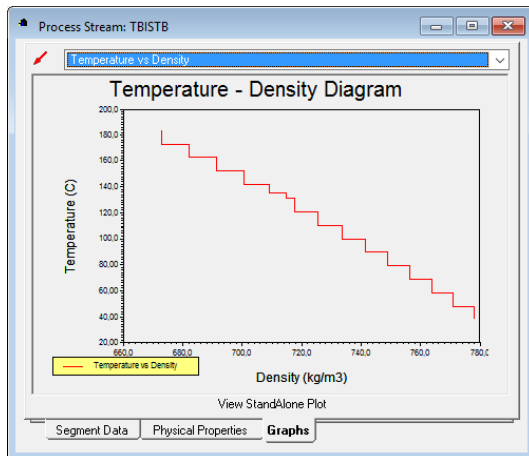 Process Stream: TBISTB
Temperature vs Density
Temperature - Density Diagram
200,0
180,0
160,0
140,0
120,0
100,0
80,00
60,00
40,00
20,00
Temperature (C)
660,0 680,0 700,0 720,0 740,0 760,0 780,0
Temperature vs Density
Density (kg/m3)
View StandAlone Plot
Segment Data Physical Properties Graphs